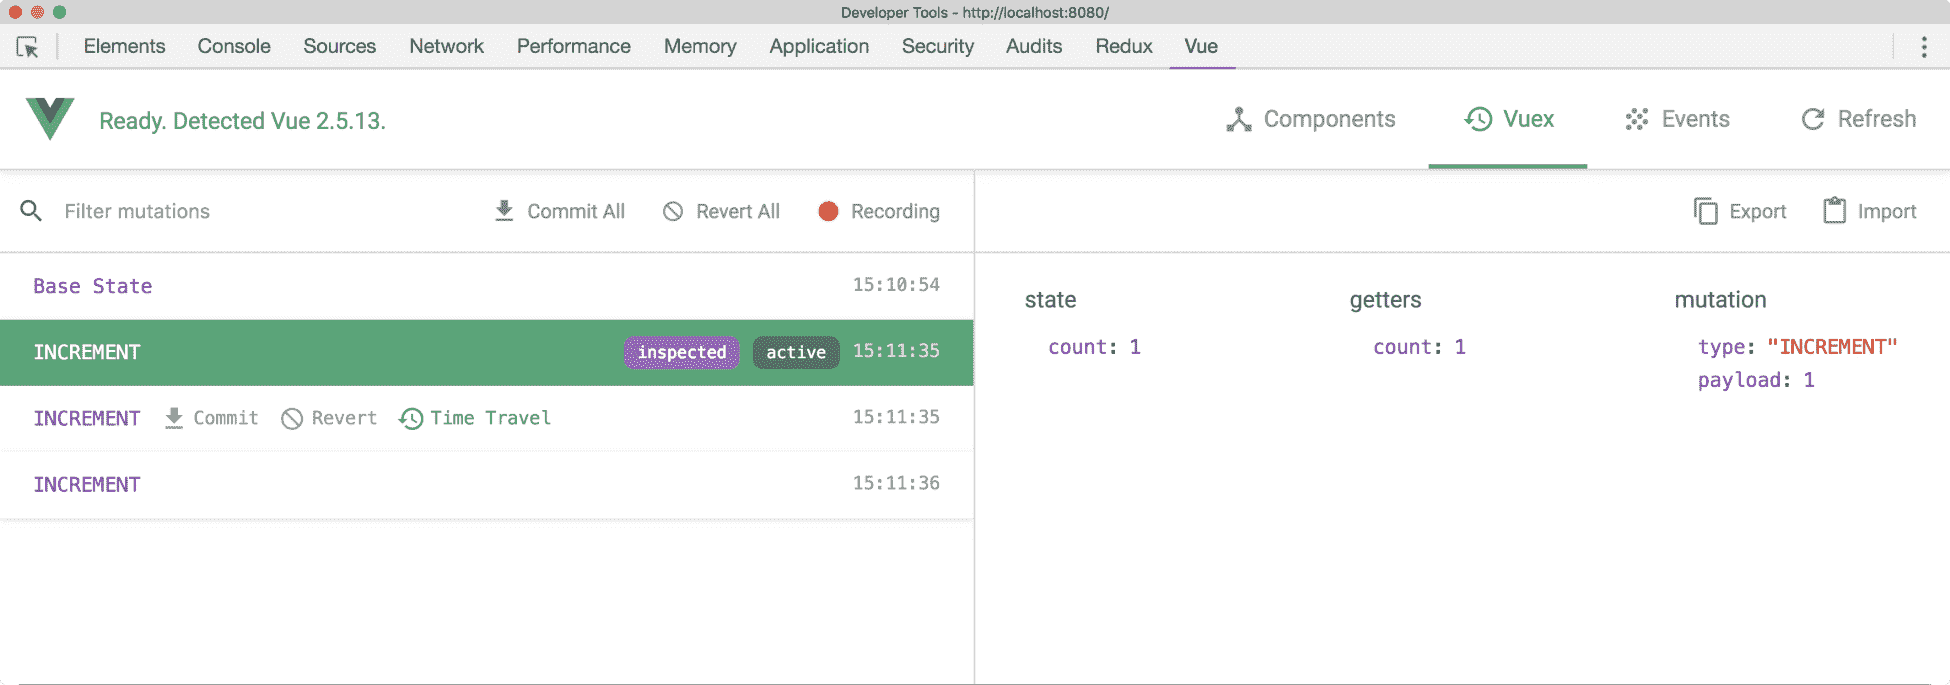 Developer Tools - http://localhost:8080/
Elements Console Sources Network Performance Memory Application Security Audits Redux Vue
Ready. Detected Vue 2.5.13. Components Vuex Events Refresh
Filter mutations Commit All Revert All Recording Export Import
Base State 15:10:54
INCREMENT inspected active 15:11:35
INCREMENT Commit Revert Time Travel 15:11:35
INCREMENT 15:11:36
state
count: 1
getters
count: 1
mutation
type: "INCREMENT"
payload: 1